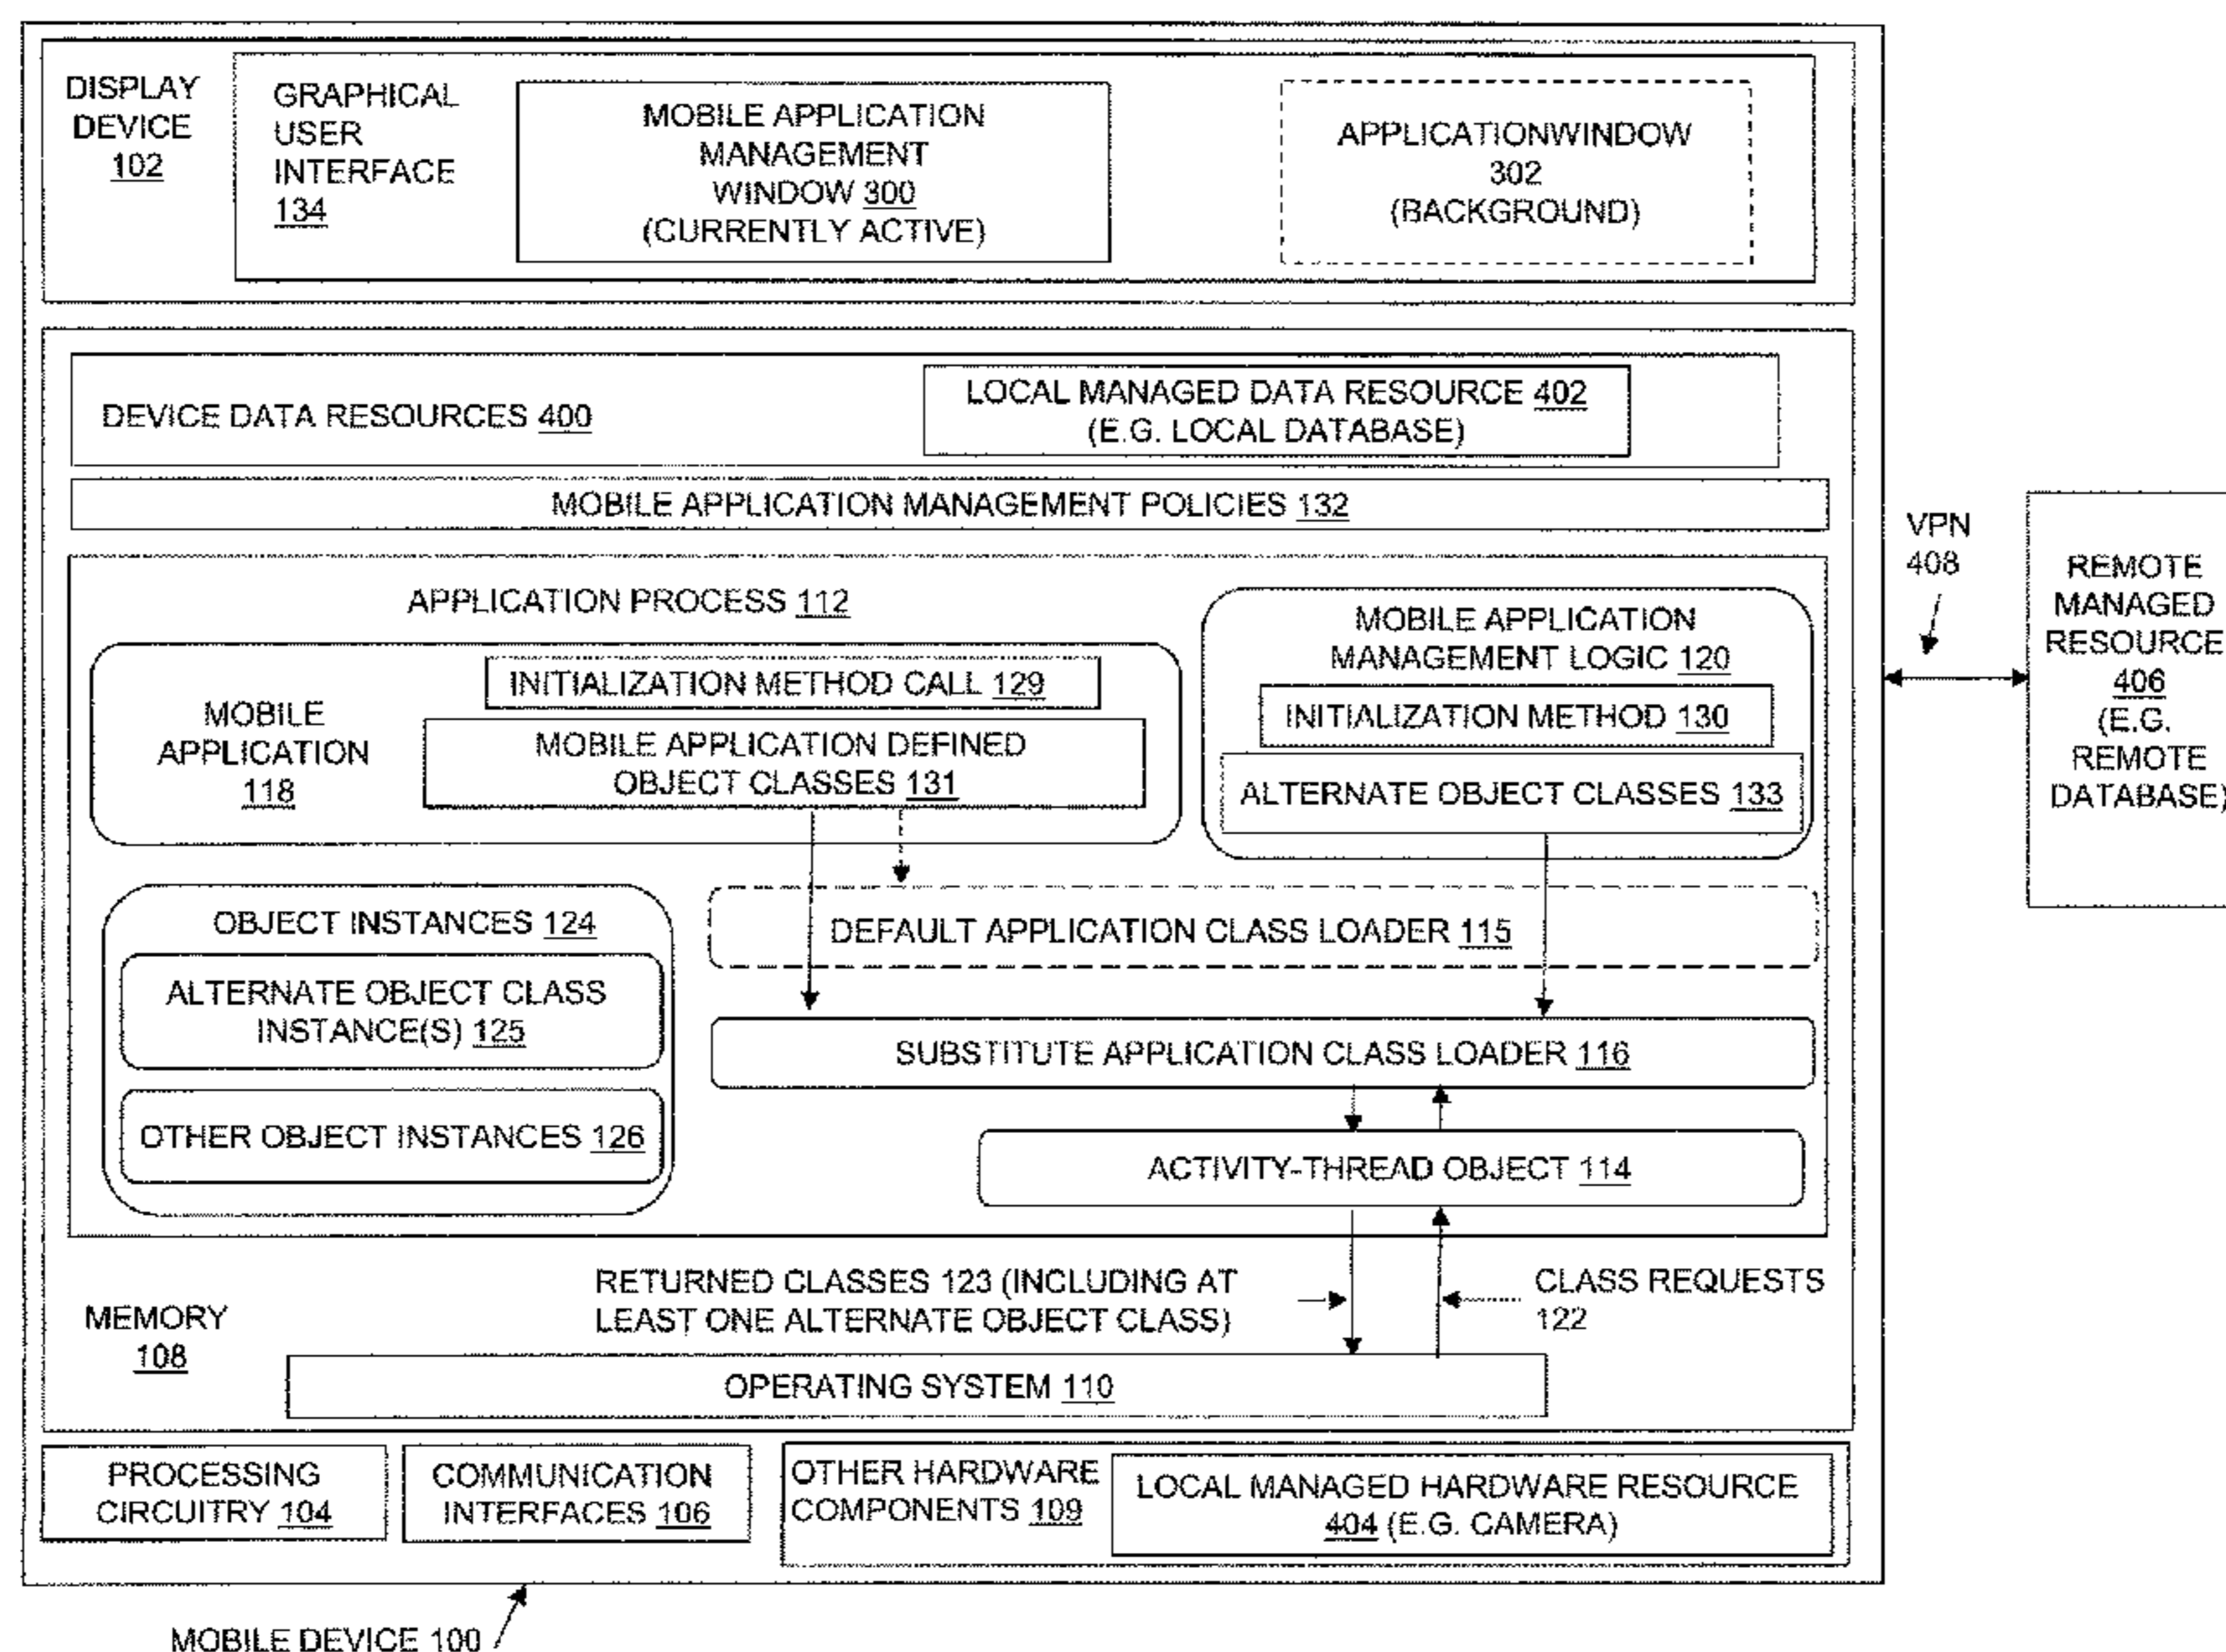 DISPLAY
DEVICE
102
GRAPHICAL
USER
INTERFACE
134
MOBILE APPLICATION
MANAGEMENT
WINDOW 300
(CURRENTLY ACTIVE)
APPLICATIONWINDOW
302
(BACKGROUND)
DEVICE DATA RESOURCES 400
LOCAL MANAGED DATA RESOURCE 402
(E.G. LOCAL DATABASE)
MOBILE APPLICATION MANAGEMENT POLICIES 132
APPLICATION PROCESS 112
MOBILE
APPLICATION
118
INITIALIZATION METHOD CALL 129
MOBILE APPLICATION DEFINED
OBJECT CLASSES 131
MOBILE APPLICATION
MANAGEMENT LOGIC 120
INITIALIZATION METHOD 130
ALTERNATE OBJECT CLASSES 133
VPN
408
REMOTE
MANAGED
RESOURCE
406
(E.G.
REMOTE
DATABASE)
OBJECT INSTANCES 124
ALTERNATE OBJECT CLASS
INSTANCE(S) 125
OTHER OBJECT INSTANCES 126
DEFAULT APPLICATION CLASS LOADER 115
SUBSTITUTE APPLICATION CLASS LOADER 116
ACTIVITY-THREAD OBJECT 114
RETURNED CLASSES 123 (INCLUDING AT
LEAST ONE ALTERNATE OBJECT CLASS)
CLASS REQUESTS
122
MEMORY
108
OPERATING SYSTEM 110
PROCESSING
CIRCUITRY 104
COMMUNICATION
INTERFACES 106
OTHER HARDWARE
COMPONENTS 109
LOCAL MANAGED HARDWARE RESOURCE
404 (E.G. CAMERA)
MOBILE DEVICE 100